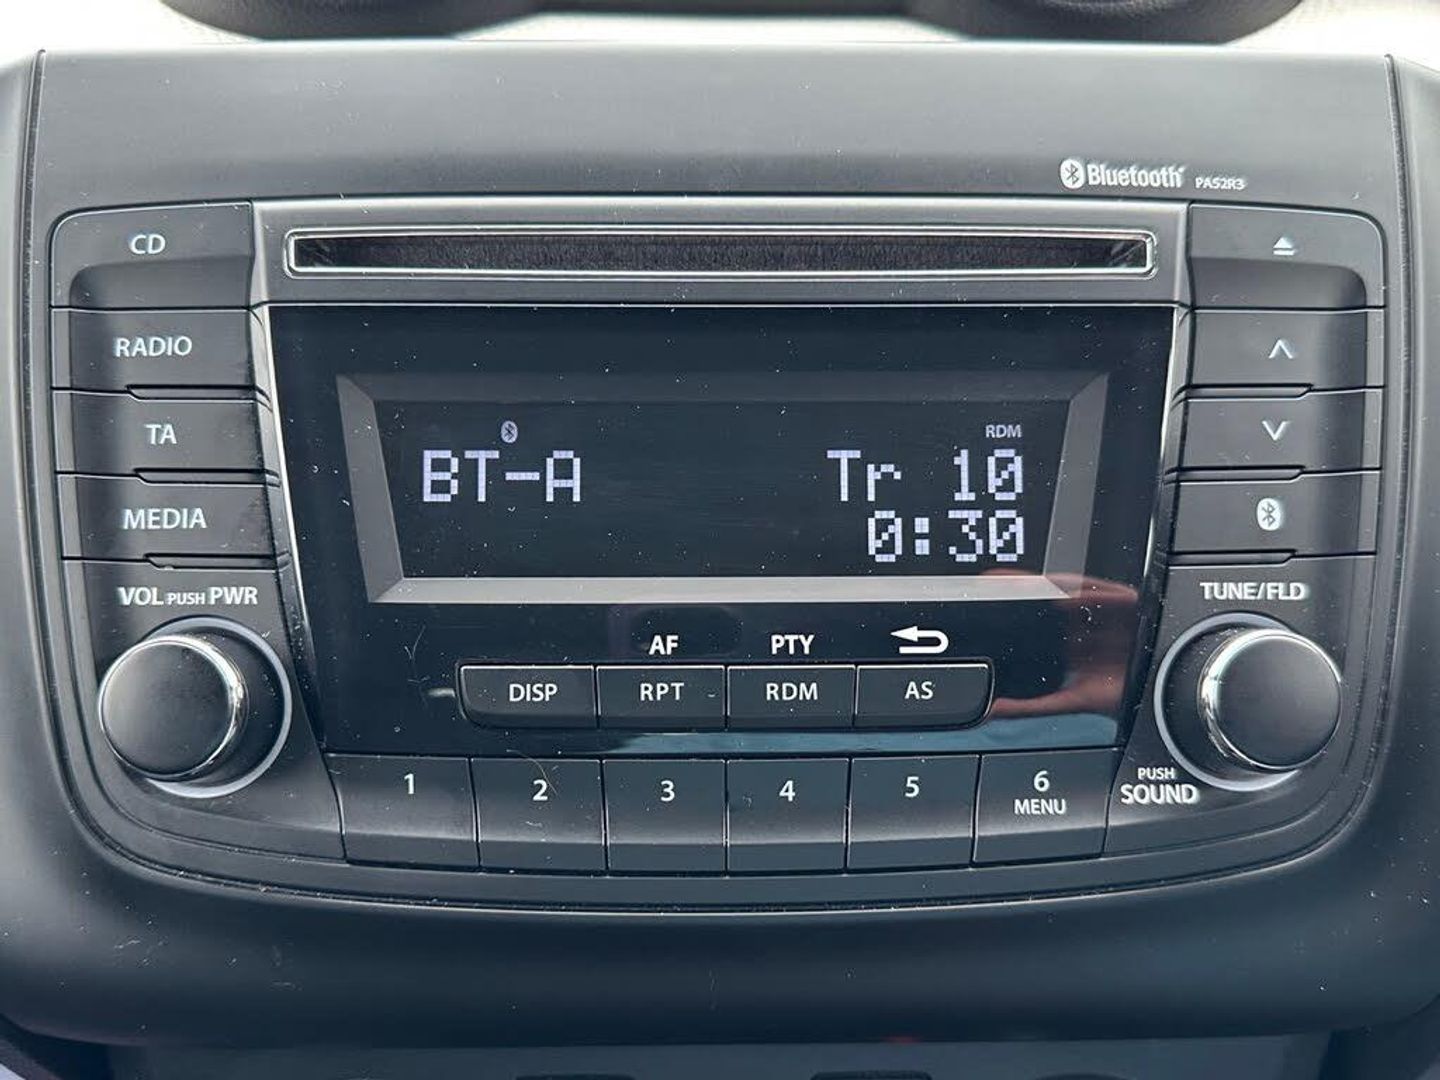 Bluetooth PA52R3
CD
RADIO
TA
MEDIA
VOL PUSH PWR
RDM
BT-A Tr 10
0:30
TUNE/FLD
AF PTY
DISP RPT RDM AS
1 2 3 4 5 6
MENU
PUSH
SOUND